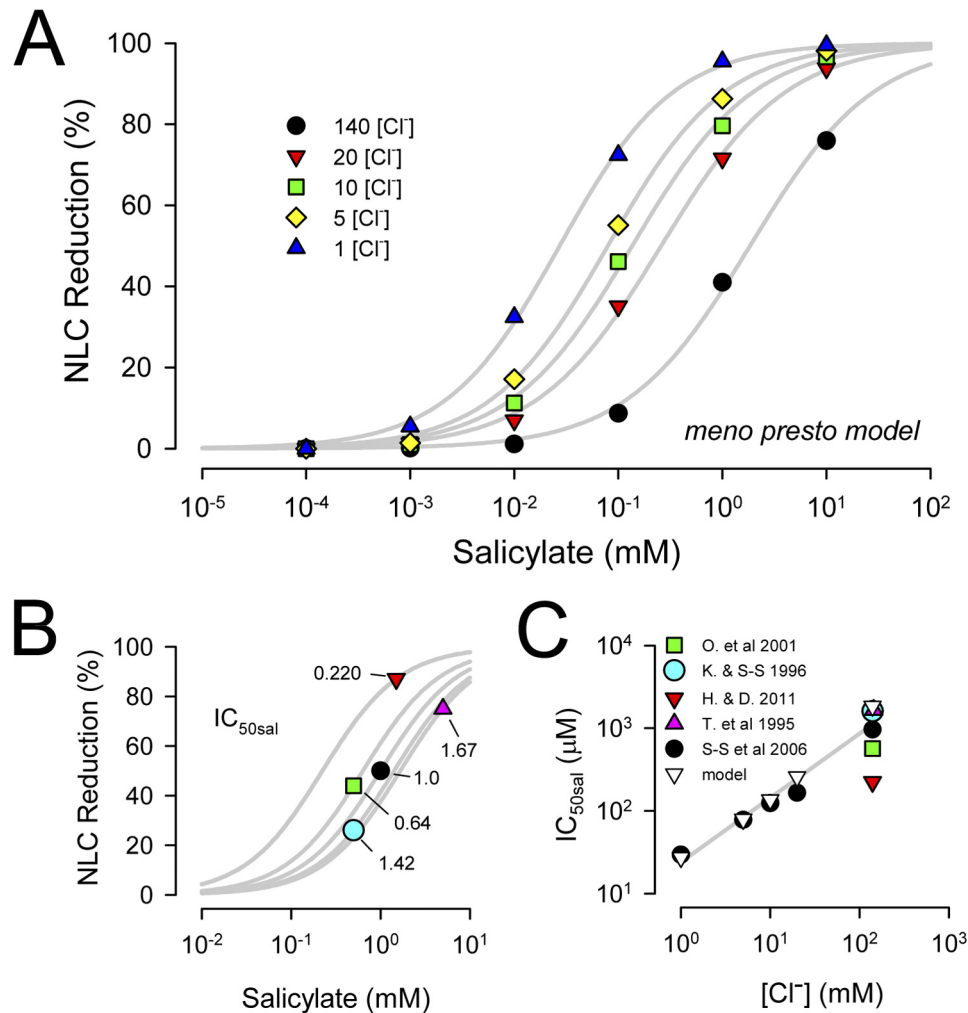 A
NLC Reduction (%)
100
80
60
40
20
0
140 [Cl⁻]
20 [Cl⁻]
10 [Cl⁻]
5 [Cl⁻]
1 [Cl⁻]
meno presto model
10⁻⁵ 10⁻⁴ 10⁻³ 10⁻² 10⁻¹ 10⁰ 10¹ 10²
Salicylate (mM)
B
NLC Reduction (%)
100
80
60
40
20
0
IC50sal
0.220
1.67
1.0
0.64
1.42
10⁻² 10⁻¹ 10⁰ 10¹
Salicylate (mM)
C
IC50sal (µM)
10⁴
10³
10²
10¹
O. et al 2001
K. & S-S 1996
H. & D. 2011
T. et al 1995
S-S et al 2006
model
10⁰ 10¹ 10² 10³
[Cl⁻] (mM)